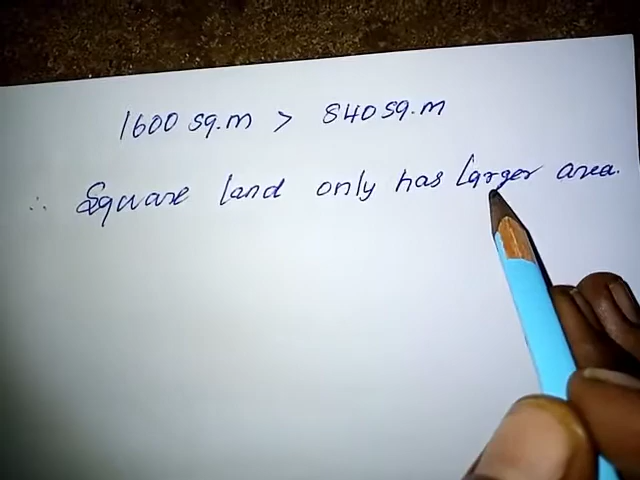 1600 sq.m > 840 sq.m
∴ Square land only has larger area.